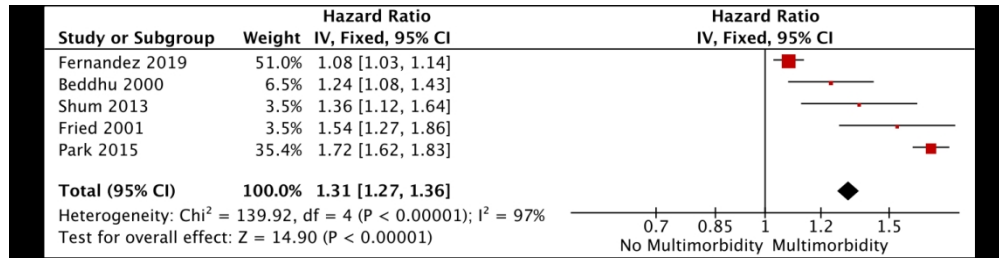 Hazard Ratio Hazard Ratio
Study or Subgroup Weight IV, Fixed, 95% CI IV, Fixed, 95% CI
Fernandez 2019 51.0% 1.08 [1.03, 1.14]
Beddhu 2000 6.5% 1.24 [1.08, 1.43]
Shum 2013 3.5% 1.36 [1.12, 1.64]
Fried 2001 3.5% 1.54 [1.27, 1.86]
Park 2015 35.4% 1.72 [1.62, 1.83]
Total (95% CI) 100.0% 1.31 [1.27, 1.36]
Heterogeneity: Chi² = 139.92, df = 4 (P < 0.00001); I² = 97%
Test for overall effect: Z = 14.90 (P < 0.00001)
0.7 0.85 1 1.2 1.5
No Multimorbidity Multimorbidity